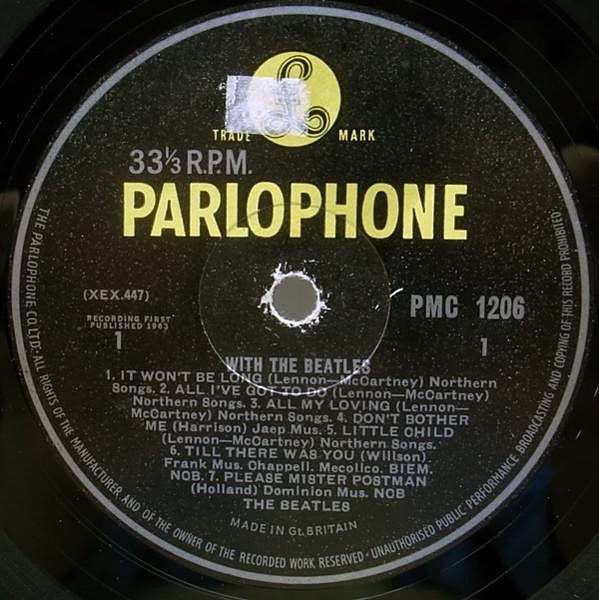 TRADE MARK
33⅓ R.P.M.
PARLOPHONE
(XEX.447)
PMC 1206
RECORDING FIRST
PUBLISHED 1963
1
1
WITH THE BEATLES
1. IT WON'T BE LONG (Lennon—McCartney) Northern
Songs. 2. ALL I'VE GOT TO DO (Lennon—McCartney)
Northern Songs. 3. ALL MY LOVING (Lennon—
McCartney) Northern Songs. 4. DON'T BOTHER
ME (Harrison) Jaep Mus. 5. LITTLE CHILD
(Lennon—McCartney) Northern Songs.
6. TILL THERE WAS YOU (Willson)
Frank Mus. Chappell. Mecolico. BIEM.
NOB. 7. PLEASE MISTER POSTMAN
(Holland) Dominion Mus. NOB
THE BEATLES
MADE IN Gt. BRITAIN
THE PARLOPHONE CO. LTD. ALL RIGHTS OF THE MANUFACTURER AND OF THE OWNER OF THE RECORDED WORK RESERVED · UNAUTHORISED PUBLIC PERFORMANCE BROADCASTING AND COPYING OF THIS RECORD PROHIBITED